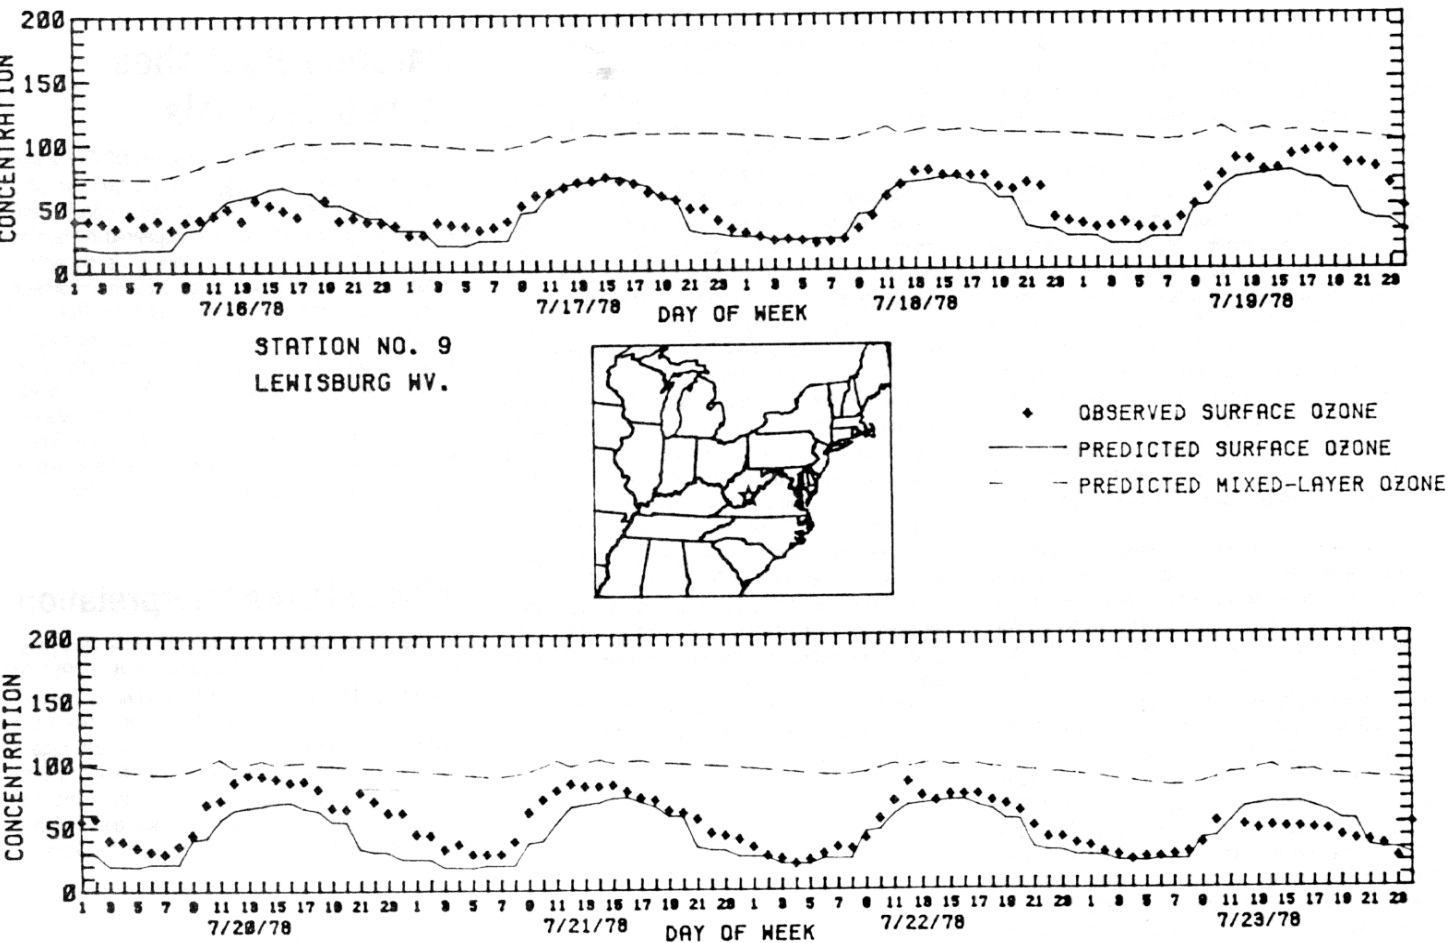 200
150
100
50
0
CONCENTRATION
1 3 5 7 9 11 13 15 17 19 21 23 1 3 5 7 9 11 13 15 17 19 21 23 1 3 5 7 9 11 13 15 17 19 21 23 1 3 5 7 9 11 13 15 17 19 21 23
7/16/78 7/17/78 7/18/78 7/19/78
DAY OF WEEK
STATION NO. 9
LEWISBURG WV.
OBSERVED SURFACE OZONE
PREDICTED SURFACE OZONE
PREDICTED MIXED-LAYER OZONE
200
150
100
50
0
CONCENTRATION
1 3 5 7 9 11 13 15 17 19 21 23 1 3 5 7 9 11 13 15 17 19 21 23 1 3 5 7 9 11 13 15 17 19 21 23 1 3 5 7 9 11 13 15 17 19 21 23
7/20/78 7/21/78 7/22/78 7/23/78
DAY OF WEEK